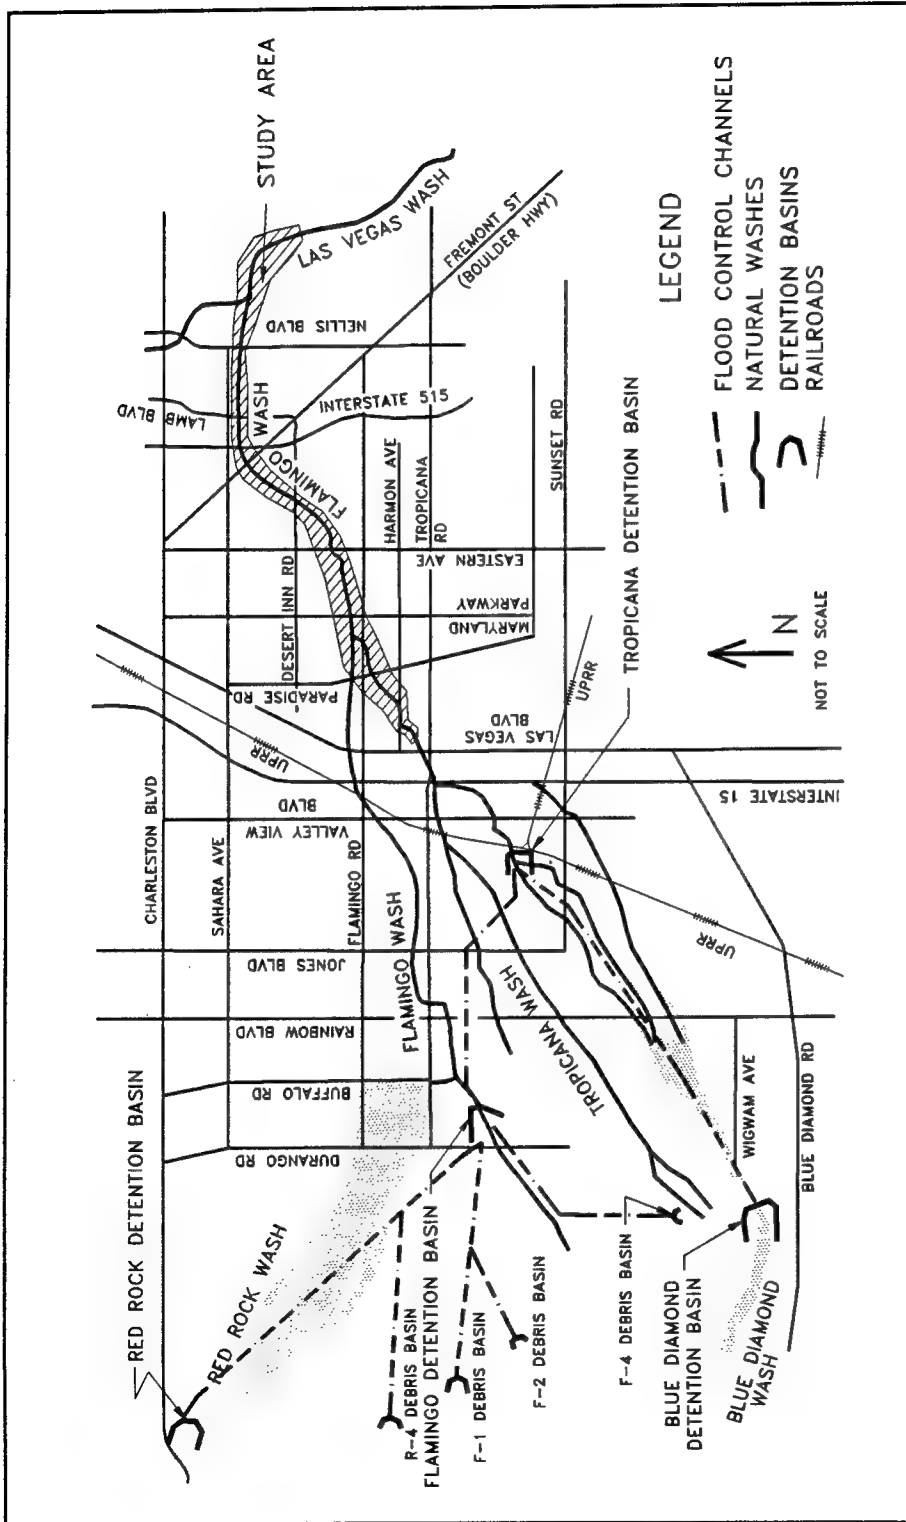 RED ROCK DETENTION BASIN
RED ROCK WASH
R-4 DEBRIS BASIN
FLAMINGO DETENTION BASIN
F-1 DEBRIS BASIN
F-2 DEBRIS BASIN
F-4 DEBRIS BASIN
BLUE DIAMOND
DETENTION BASIN
BLUE DIAMOND
WASH
DURANGO RD
BUFFALO RD
RAINBOW BLVD
JONES BLVD
VALLEY VIEW
BLVD
INTERSTATE 15
LAS VEGAS
BLVD
PARADISE RD
MARYLAND
PARKWAY
EASTERN AVE
LAMB BLVD
NELLIS BLVD
CHARLESTON BLVD
SAHARA AVE
DESERT INN RD
FLAMINGO RD
HARMON AVE
TROPICANA
RD
SUNSET RD
WIGWAM AVE
BLUE DIAMOND RD
FLAMINGO WASH
TROPICANA WASH
FLAMINGO
WASH
INTERSTATE 515
FREMONT ST
(BOULDER HWY)
LAS VEGAS WASH
STUDY AREA
UPRR
UPRR
UPRR
TROPICANA DETENTION BASIN
N
NOT TO SCALE
LEGEND
FLOOD CONTROL CHANNELS
NATURAL WASHES
DETENTION BASINS
RAILROADS